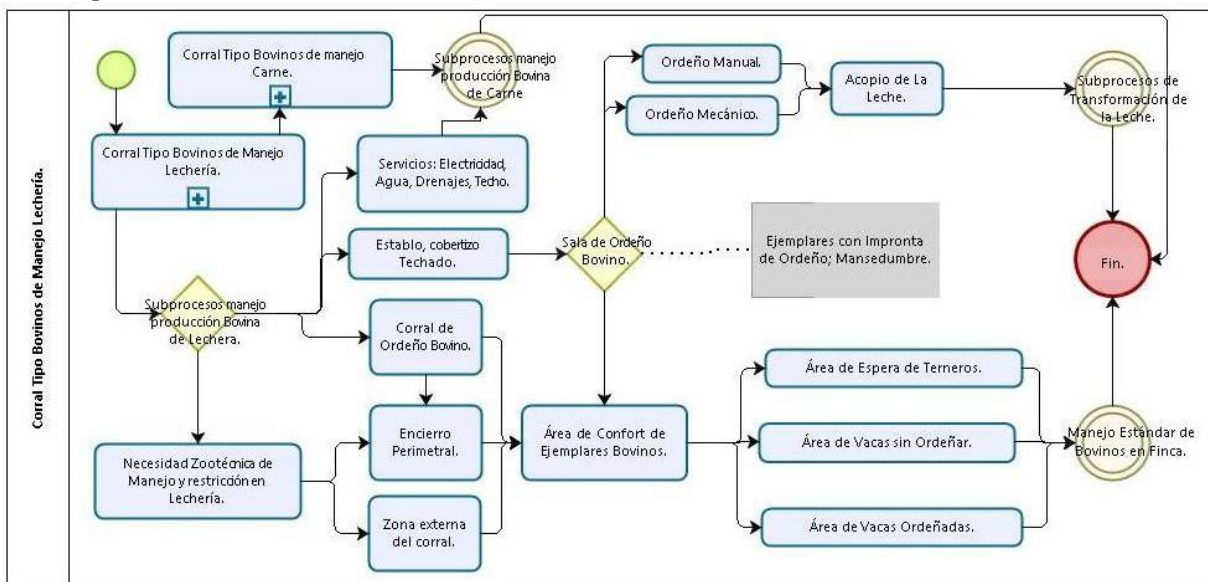 Corral Tipo Bovinos de Manejo Lechería.
Corral Tipo Bovinos de manejo
Carne.
Subprocesos manejo
producción Bovina
de Carne
Corral Tipo Bovinos de Manejo
Lechería.
Servicios: Electricidad,
Agua, Drenajes, Techo.
Ordeño Manual.
Ordeño Mecánico.
Acopio de La
Leche.
Subprocesos de
Transformación de
la Leche.
Establo, cobertizo
Techado.
Sala de Ordeño
Bovino.
Ejemplares con Impronta
de Ordeño; Mansedumbre.
Fin.
Subprocesos manejo
producción Bovina
de Lechera.
Corral de
Ordeño Bovino.
Necesidad Zootécnica de
Manejo y restricción en
Lechería.
Encierro
Perimetral.
Zona externa
del corral.
Área de Confort de
Ejemplares Bovinos.
Área de Espera de Terneros.
Área de Vacas sin Ordeñar.
Área de Vacas Ordeñadas.
Manejo Estándar de
Bovinos en Finca.